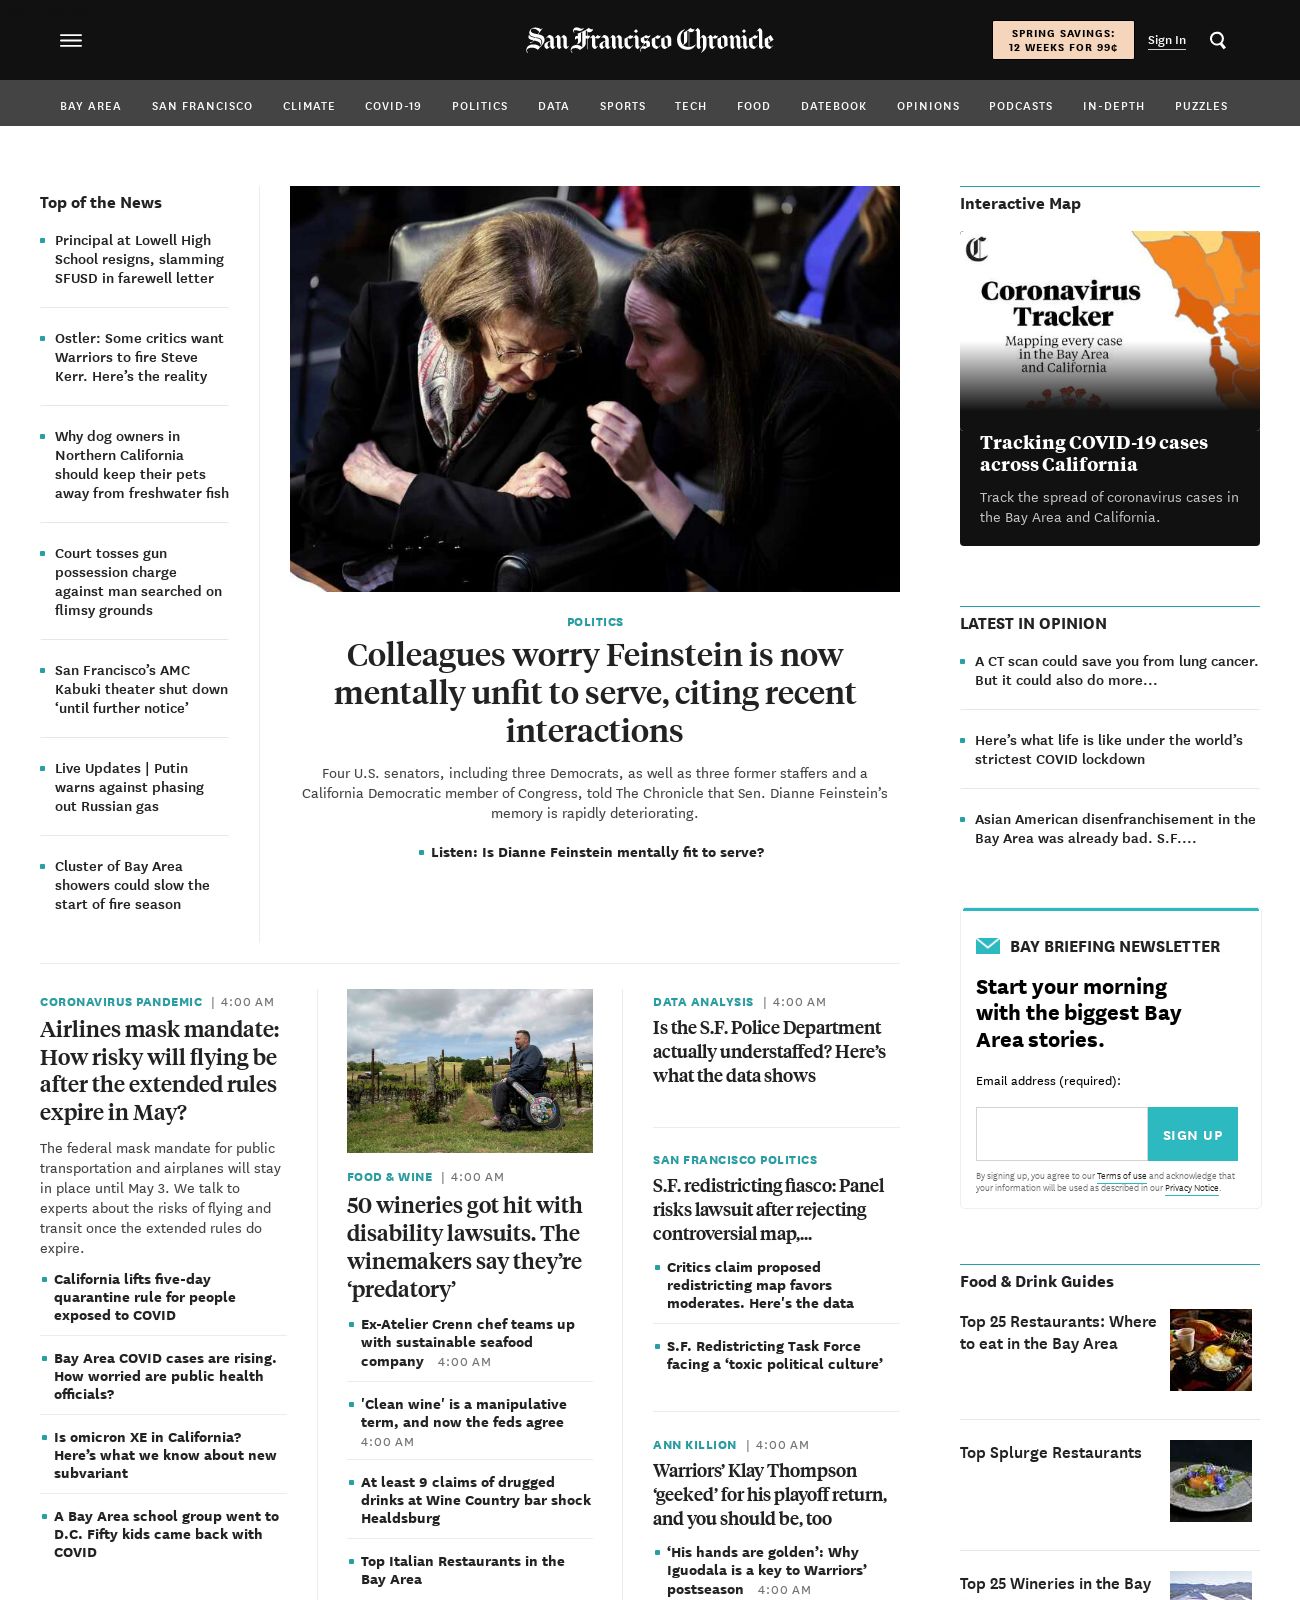 San Francisco Chronicle
SPRING SAVINGS:
12 WEEKS FOR 99¢
Sign In
BAY AREA
SAN FRANCISCO
CLIMATE
COVID-19
POLITICS
DATA
SPORTS
TECH
FOOD
DATEBOOK
OPINIONS
PODCASTS
IN-DEPTH
PUZZLES
Top of the News
Principal at Lowell High
School resigns, slamming
SFUSD in farewell letter
Ostler: Some critics want
Warriors to fire Steve
Kerr. Here’s the reality
Why dog owners in
Northern California
should keep their pets
away from freshwater fish
Court tosses gun
possession charge
against man searched on
flimsy grounds
San Francisco’s AMC
Kabuki theater shut down
‘until further notice’
Live Updates | Putin
warns against phasing
out Russian gas
Cluster of Bay Area
showers could slow the
start of fire season
POLITICS
Colleagues worry Feinstein is now
mentally unfit to serve, citing recent
interactions
Four U.S. senators, including three Democrats, as well as three former staffers and a
California Democratic member of Congress, told The Chronicle that Sen. Dianne Feinstein’s
memory is rapidly deteriorating.
Listen: Is Dianne Feinstein mentally fit to serve?
Interactive Map
C
Coronavirus
Tracker
Mapping every case
in the Bay Area
and California
Tracking COVID-19 cases
across California
Track the spread of coronavirus cases in
the Bay Area and California.
LATEST IN OPINION
A CT scan could save you from lung cancer.
But it could also do more…
Here’s what life is like under the world’s
strictest COVID lockdown
Asian American disenfranchisement in the
Bay Area was already bad. S.F.…
BAY BRIEFING NEWSLETTER
Start your morning
with the biggest Bay
Area stories.
Email address (required):
SIGN UP
By signing up, you agree to our Terms of use and acknowledge that
your information will be used as described in our Privacy Notice.
Food & Drink Guides
Top 25 Restaurants: Where
to eat in the Bay Area
Top Splurge Restaurants
Top 25 Wineries in the Bay
CORONAVIRUS PANDEMIC | 4:00 AM
Airlines mask mandate:
How risky will flying be
after the extended rules
expire in May?
The federal mask mandate for public
transportation and airplanes will stay
in place until May 3. We talk to
experts about the risks of flying and
transit once the extended rules do
expire.
California lifts five-day
quarantine rule for people
exposed to COVID
Bay Area COVID cases are rising.
How worried are public health
officials?
Is omicron XE in California?
Here’s what we know about new
subvariant
A Bay Area school group went to
D.C. Fifty kids came back with
COVID
FOOD & WINE | 4:00 AM
50 wineries got hit with
disability lawsuits. The
winemakers say they’re
‘predatory’
Ex-Atelier Crenn chef teams up
with sustainable seafood
company 4:00 AM
'Clean wine' is a manipulative
term, and now the feds agree
4:00 AM
At least 9 claims of drugged
drinks at Wine Country bar shock
Healdsburg
Top Italian Restaurants in the
Bay Area
DATA ANALYSIS | 4:00 AM
Is the S.F. Police Department
actually understaffed? Here’s
what the data shows
SAN FRANCISCO POLITICS
S.F. redistricting fiasco: Panel
risks lawsuit after rejecting
controversial map,…
Critics claim proposed
redistricting map favors
moderates. Here's the data
S.F. Redistricting Task Force
facing a ‘toxic political culture’
ANN KILLION | 4:00 AM
Warriors’ Klay Thompson
‘geeked’ for his playoff return,
and you should be, too
‘His hands are golden’: Why
Iguodala is a key to Warriors’
postseason 4:00 AM